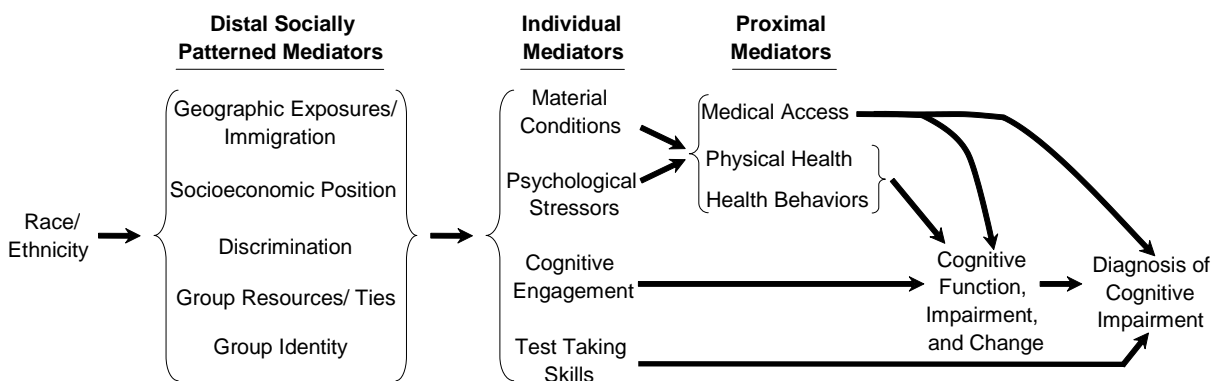 Distal Socially
Patterned Mediators
Individual
Mediators
Proximal
Mediators
Race/
Ethnicity
Geographic Exposures/
Immigration
Socioeconomic Position
Discrimination
Group Resources/ Ties
Group Identity
Material
Conditions
Psychological
Stressors
Cognitive
Engagement
Test Taking
Skills
Medical Access
Physical Health
Health Behaviors
Cognitive
Function,
Impairment,
and Change
Diagnosis of
Cognitive
Impairment